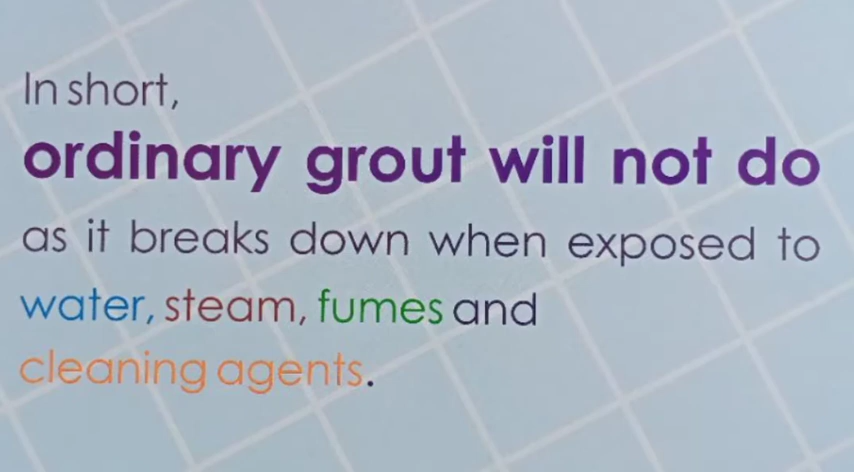 In short,
ordinary grout will not do
as it breaks down when exposed to
water, steam, fumes and
cleaning agents.